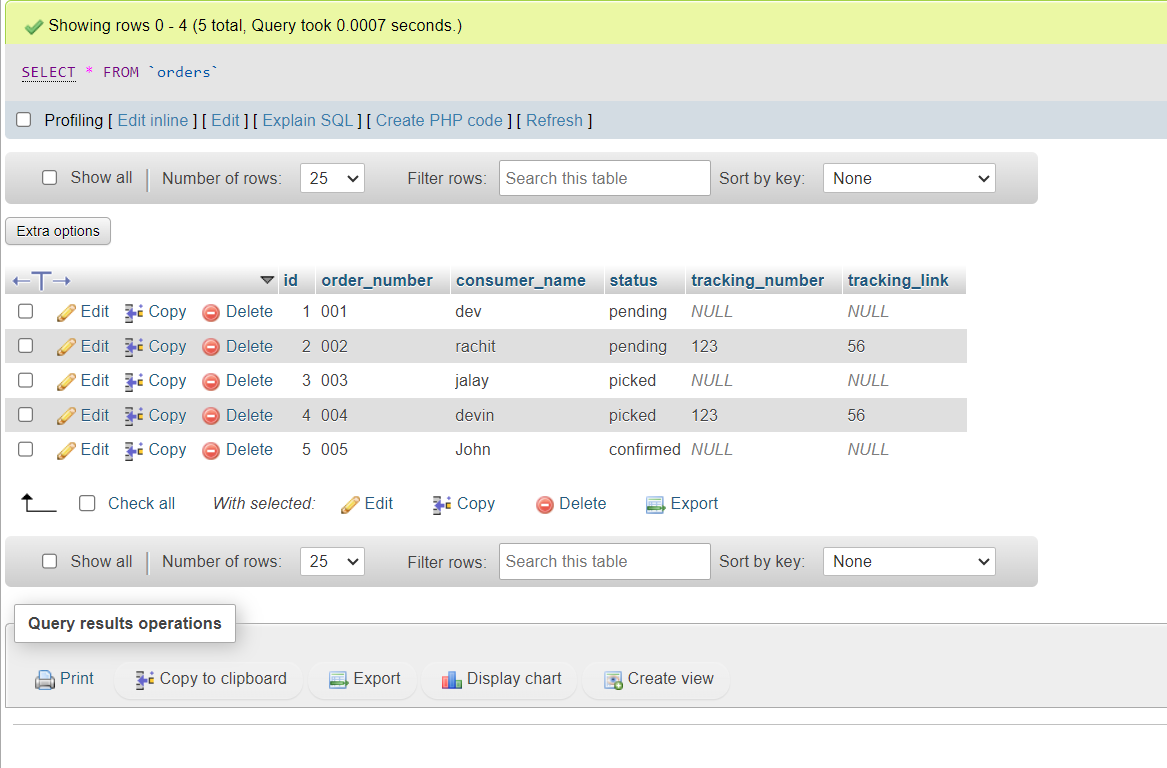 Showing rows 0 - 4 (5 total, Query took 0.0007 seconds.)
SELECT * FROM `orders`
Profiling [ Edit inline ] [ Edit ] [ Explain SQL ] [ Create PHP code ] [ Refresh ]
Show all Number of rows: 25 Filter rows: Search this table Sort by key: None
Extra options
id order_number consumer_name status tracking_number tracking_link
Edit Copy Delete 1 001 dev pending NULL NULL
Edit Copy Delete 2 002 rachit pending 123 56
Edit Copy Delete 3 003 jalay picked NULL NULL
Edit Copy Delete 4 004 devin picked 123 56
Edit Copy Delete 5 005 John confirmed NULL NULL
Check all With selected: Edit Copy Delete Export
Show all Number of rows: 25 Filter rows: Search this table Sort by key: None
Query results operations
Print Copy to clipboard Export Display chart Create view